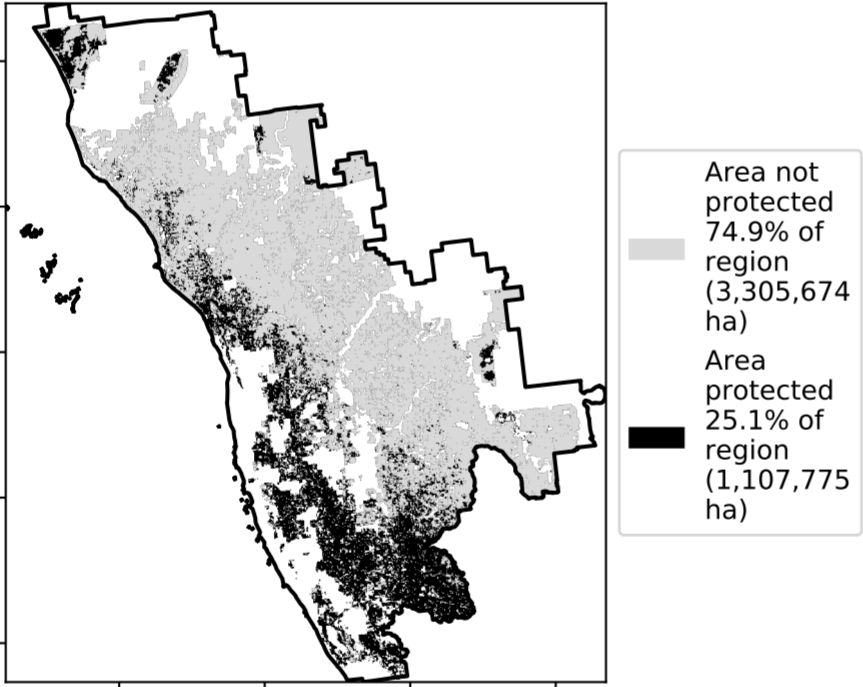 Area not
protected
74.9% of
region
(3,305,674
ha)
Area
protected
25.1% of
region
(1,107,775
ha)